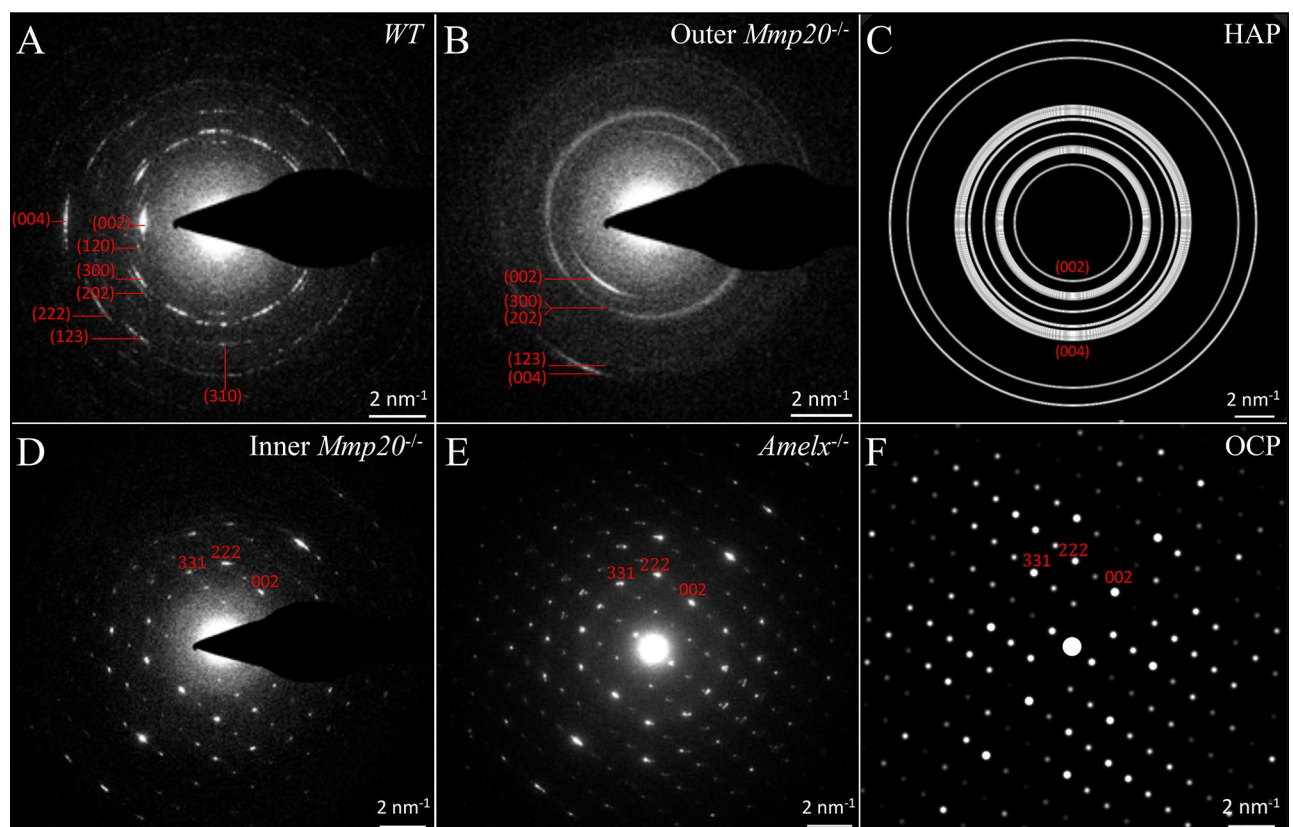 A
WT
(004)
(002)
(120)
(300)
(202)
(222)
(123)
(310)
2 nm-1
B
Outer Mmp20-/-
(002)
(300)
(202)
(123)
(004)
2 nm-1
C
HAP
(002)
(004)
2 nm-1
D
Inner Mmp20-/-
331
222
002
2 nm-1
E
Amelx-/-
331
222
002
2 nm-1
F
OCP
331
222
002
2 nm-1